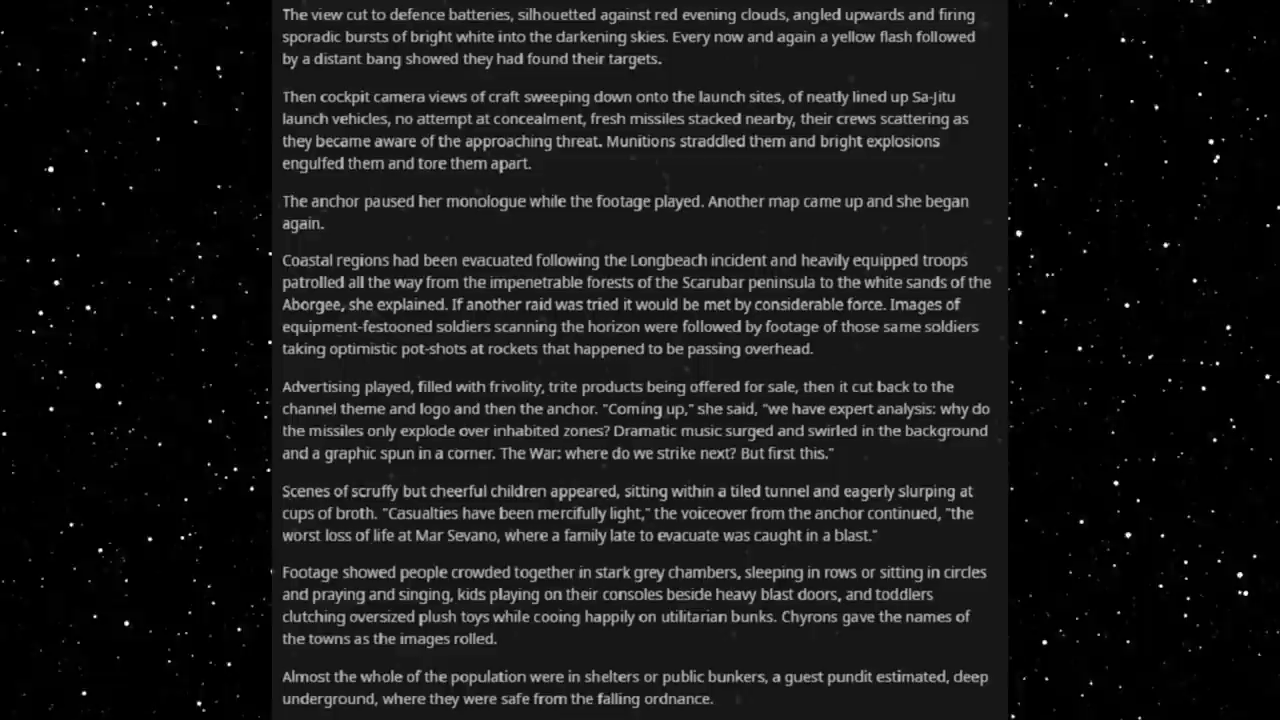 The view cut to defence batteries, silhouetted against red evening clouds, angled upwards and firing
sporadic bursts of bright white into the darkening skies. Every now and again a yellow flash followed
by a distant bang showed they had found their targets.
Then cockpit camera views of craft sweeping down onto the launch sites, of neatly lined up Sa-Jitu
launch vehicles, no attempt at concealment, fresh missiles stacked nearby, their crews scattering as
they became aware of the approaching threat. Munitions straddled them and bright explosions
engulfed them and tore them apart.
The anchor paused her monologue while the footage played. Another map came up and she began
again.
Coastal regions had been evacuated following the Longbeach incident and heavily equipped troops
patrolled all the way from the impenetrable forests of the Scarubar peninsula to the white sands of the
Aborgee, she explained. If another raid was tried it would be met by considerable force. Images of
equipment-festooned soldiers scanning the horizon were followed by footage of those same soldiers
taking optimistic pot-shots at rockets that happened to be passing overhead.
Advertising played, filled with frivolity, trite products being offered for sale, then it cut back to the
channel theme and logo and then the anchor. "Coming up," she said, "we have expert analysis: why do
the missiles only explode over inhabited zones? Dramatic music surged and swirled in the background
and a graphic spun in a corner. The War: where do we strike next? But first this."
Scenes of scruffy but cheerful children appeared, sitting within a tiled tunnel and eagerly slurping at
cups of broth. "Casualties have been mercifully light," the voiceover from the anchor continued, "the
worst loss of life at Mar Sevano, where a family late to evacuate was caught in a blast."
Footage showed people crowded together in stark grey chambers, sleeping in rows or sitting in circles
and praying and singing, kids playing on their consoles beside heavy blast doors, and toddlers
clutching oversized plush toys while cooing happily on utilitarian bunks. Chyrons gave the names of
the towns as the images rolled.
Almost the whole of the population were in shelters or public bunkers, a guest pundit estimated, deep
underground, where they were safe from the falling ordnance.